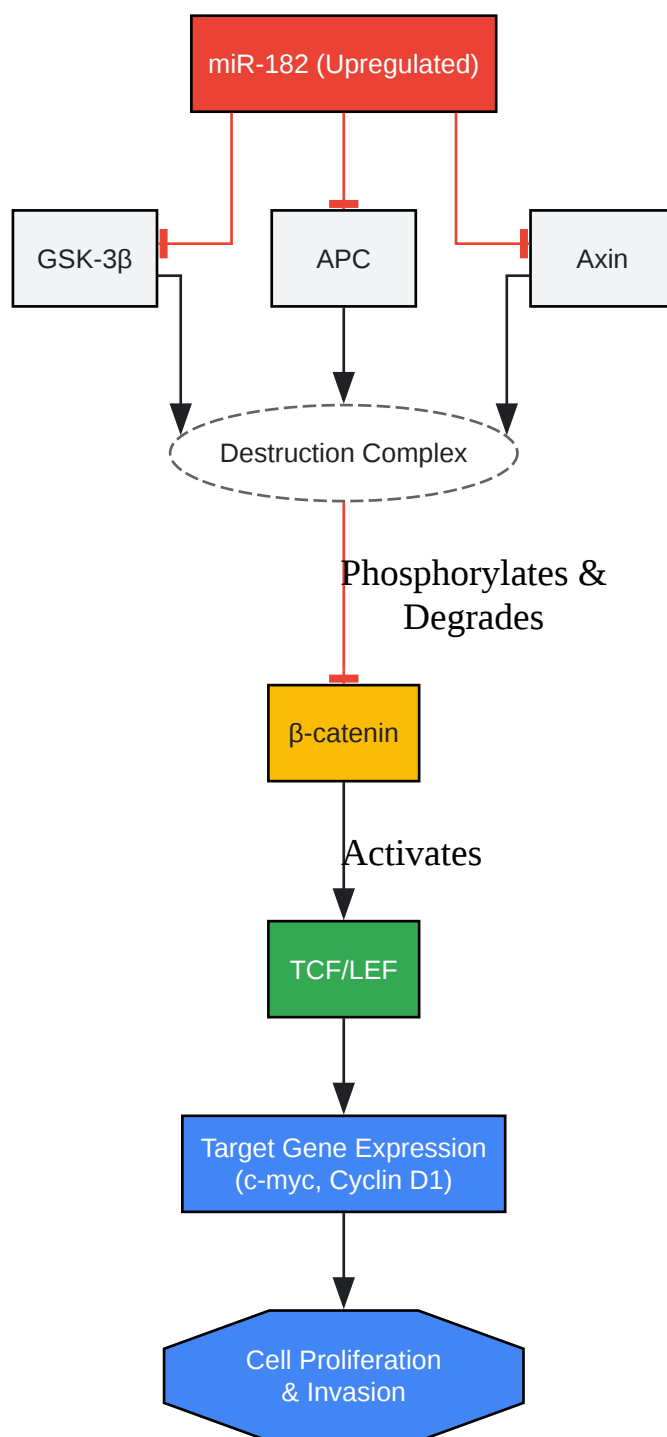 miR-182 (Upregulated)
GSK-3β
APC
Axin
Destruction Complex
Phosphorylates &
Degrades
β-catenin
Activates
TCF/LEF
Target Gene Expression
(c-myc, Cyclin D1)
Cell Proliferation
& Invasion